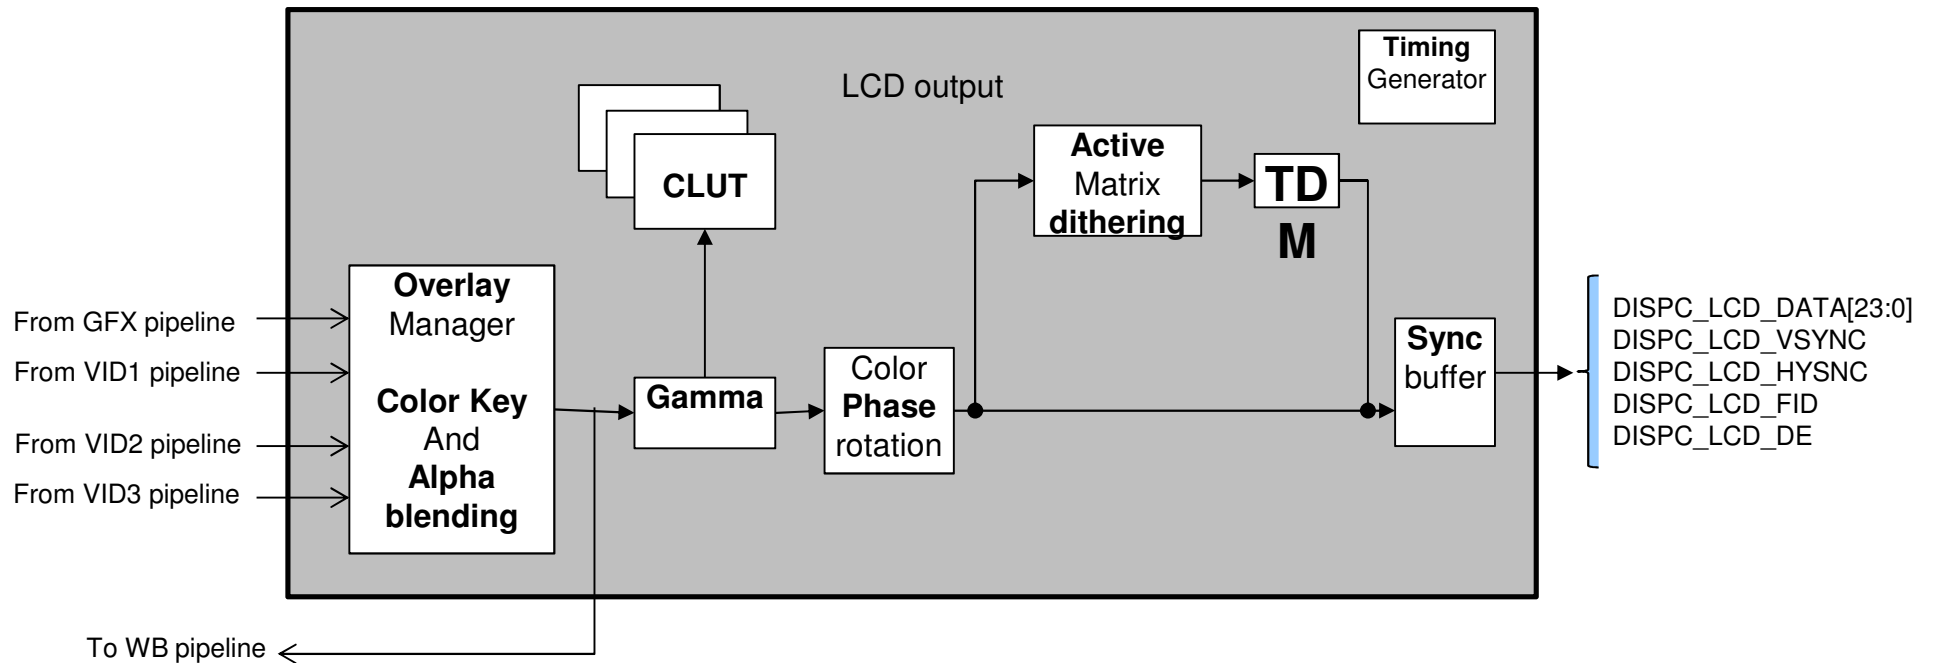 LCD output
Timing
Generator
CLUT
Active
Matrix
dithering
TD
M
Overlay
Manager
Color Key
And
Alpha
blending
From GFX pipeline
From VID1 pipeline
From VID2 pipeline
From VID3 pipeline
Gamma
Color
Phase
rotation
Sync
buffer
DISPC_LCD_DATA[23:0]
DISPC_LCD_VSYNC
DISPC_LCD_HYSNC
DISPC_LCD_FID
DISPC_LCD_DE
To WB pipeline